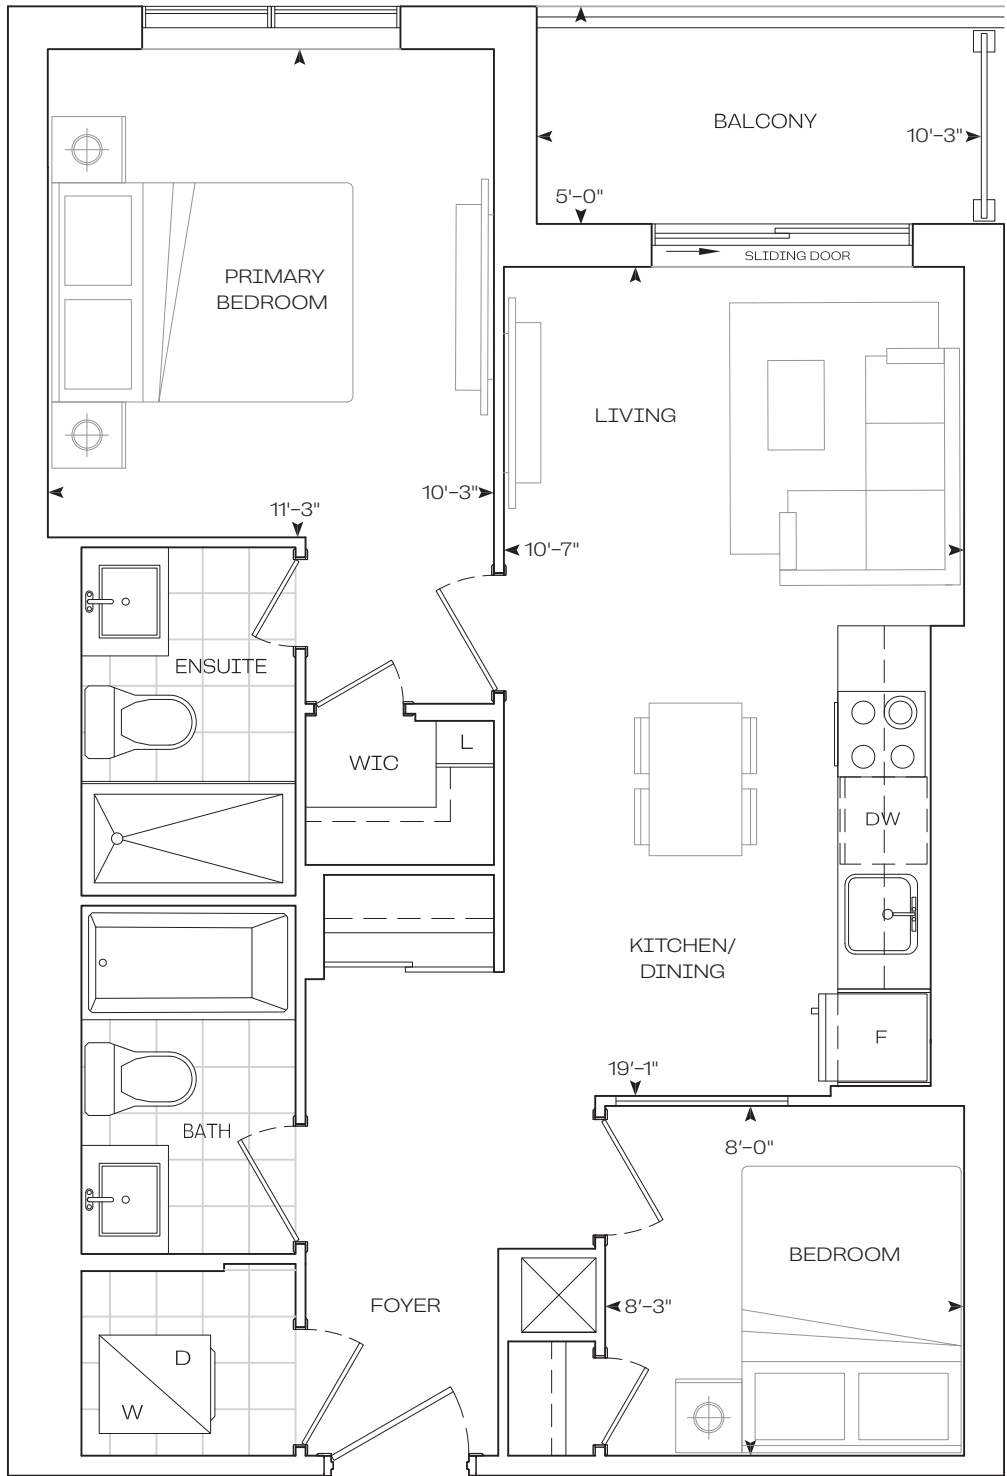 BALCONY
10'-3"
5'-0"
SLIDING DOOR
PRIMARY
BEDROOM
LIVING
10'-3"
11'-3"
10'-7"
ENSUITE
L
WIC
DW
KITCHEN/
DINING
F
19'-1"
BATH
8'-0"
BEDROOM
FOYER
8'-3"
D
W